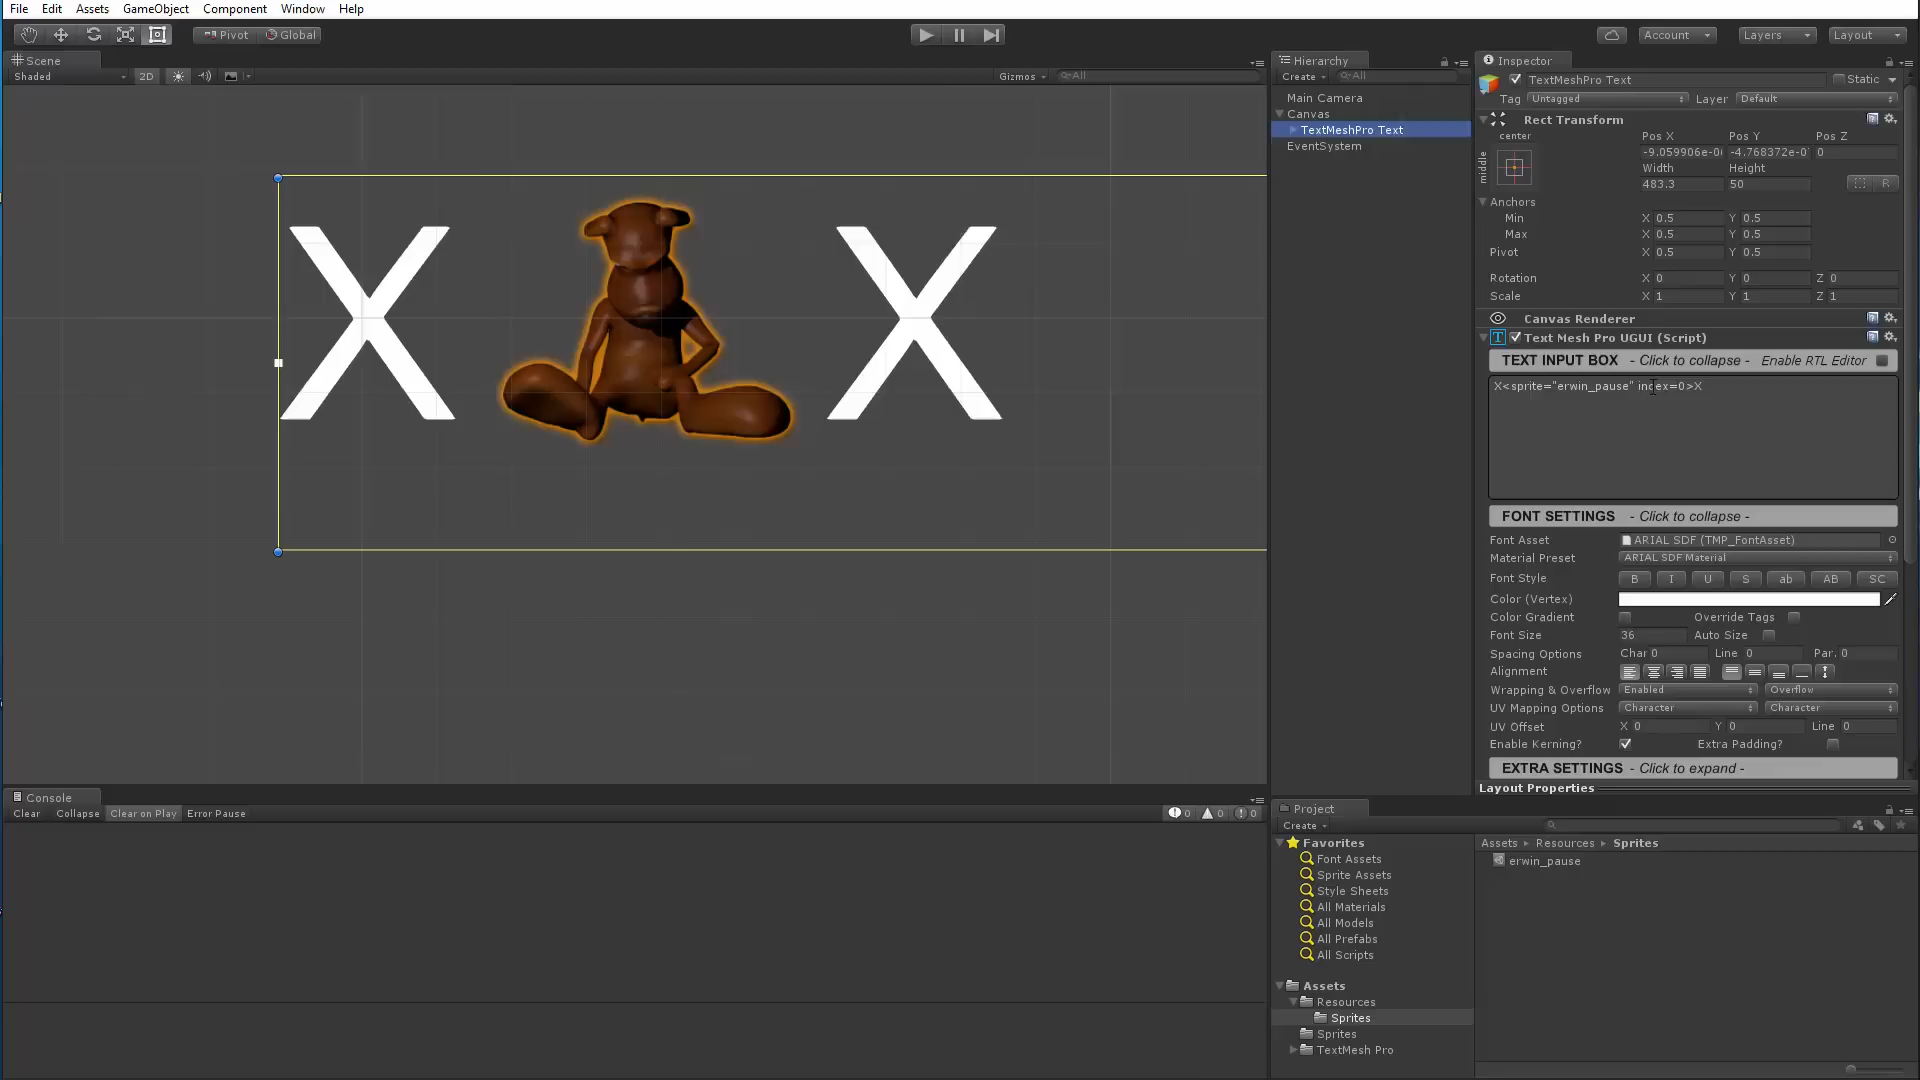 File Edit Assets GameObject Component Window Help
Pivot Global Account Layers Layout
Scene
Shaded 2D Gizmos All
X X
Console
Clear Collapse Clear on Play Error Pause 0 0 0
Hierarchy
Create All
Main Camera
Canvas
TextMeshPro Text
EventSystem
Inspector
TextMeshPro Text Static
Tag Untagged Layer Default
Rect Transform
center Pos X Pos Y Pos Z
middle -9.059906e-0 -4.768372e-0 0
Width Height
483.3 50 R
Anchors
Min X 0.5 Y 0.5
Max X 0.5 Y 0.5
Pivot X 0.5 Y 0.5
Rotation X 0 Y 0 Z 0
Scale X 1 Y 1 Z 1
Canvas Renderer
Text Mesh Pro UGUI (Script)
TEXT INPUT BOX - Click to collapse - Enable RTL Editor
X<sprite="erwin_pause" index=0>X
FONT SETTINGS - Click to collapse -
Font Asset ARIAL SDF (TMP_FontAsset)
Material Preset ARIAL SDF Material
Font Style B I U S ab AB SC
Color (Vertex)
Color Gradient Override Tags
Font Size 36 Auto Size
Spacing Options Char 0 Line 0 Par. 0
Alignment
Wrapping & Overflow Enabled Overflow
UV Mapping Options Character Character
UV Offset X 0 Y 0 Line 0
Enable Kerning? Extra Padding?
EXTRA SETTINGS - Click to expand -
Layout Properties
Project
Create
Favorites
Font Assets
Sprite Assets
Style Sheets
All Materials
All Models
All Prefabs
All Scripts
Assets
Resources
Sprites
Sprites
TextMesh Pro
Assets Resources Sprites
erwin_pause